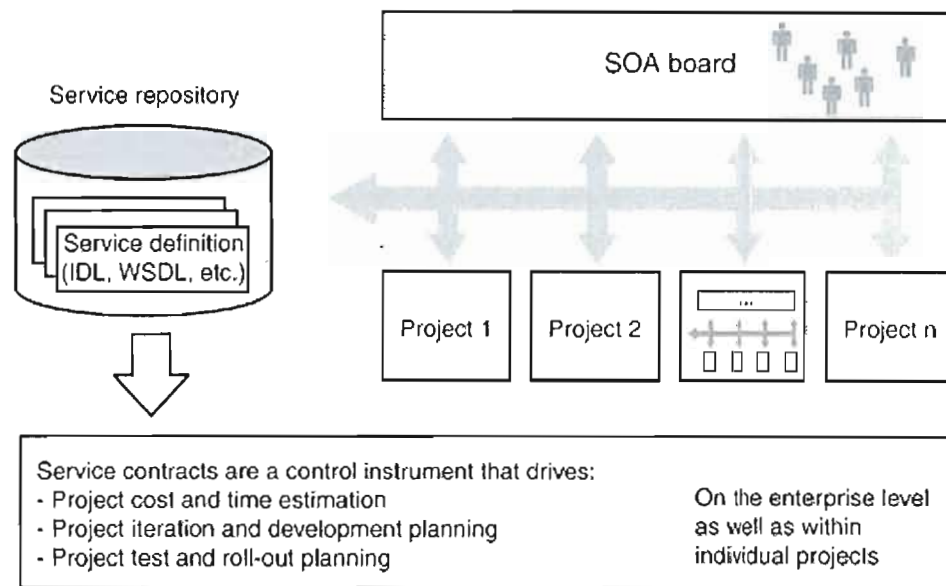 SOA board
Service repository
Service definition
(IDL, WSDL, etc.)
Project 1
Project 2
...
Project n
Service contracts are a control instrument that drives:
- Project cost and time estimation
- Project iteration and development planning
- Project test and roll-out planning
On the enterprise level
as well as within
individual projects